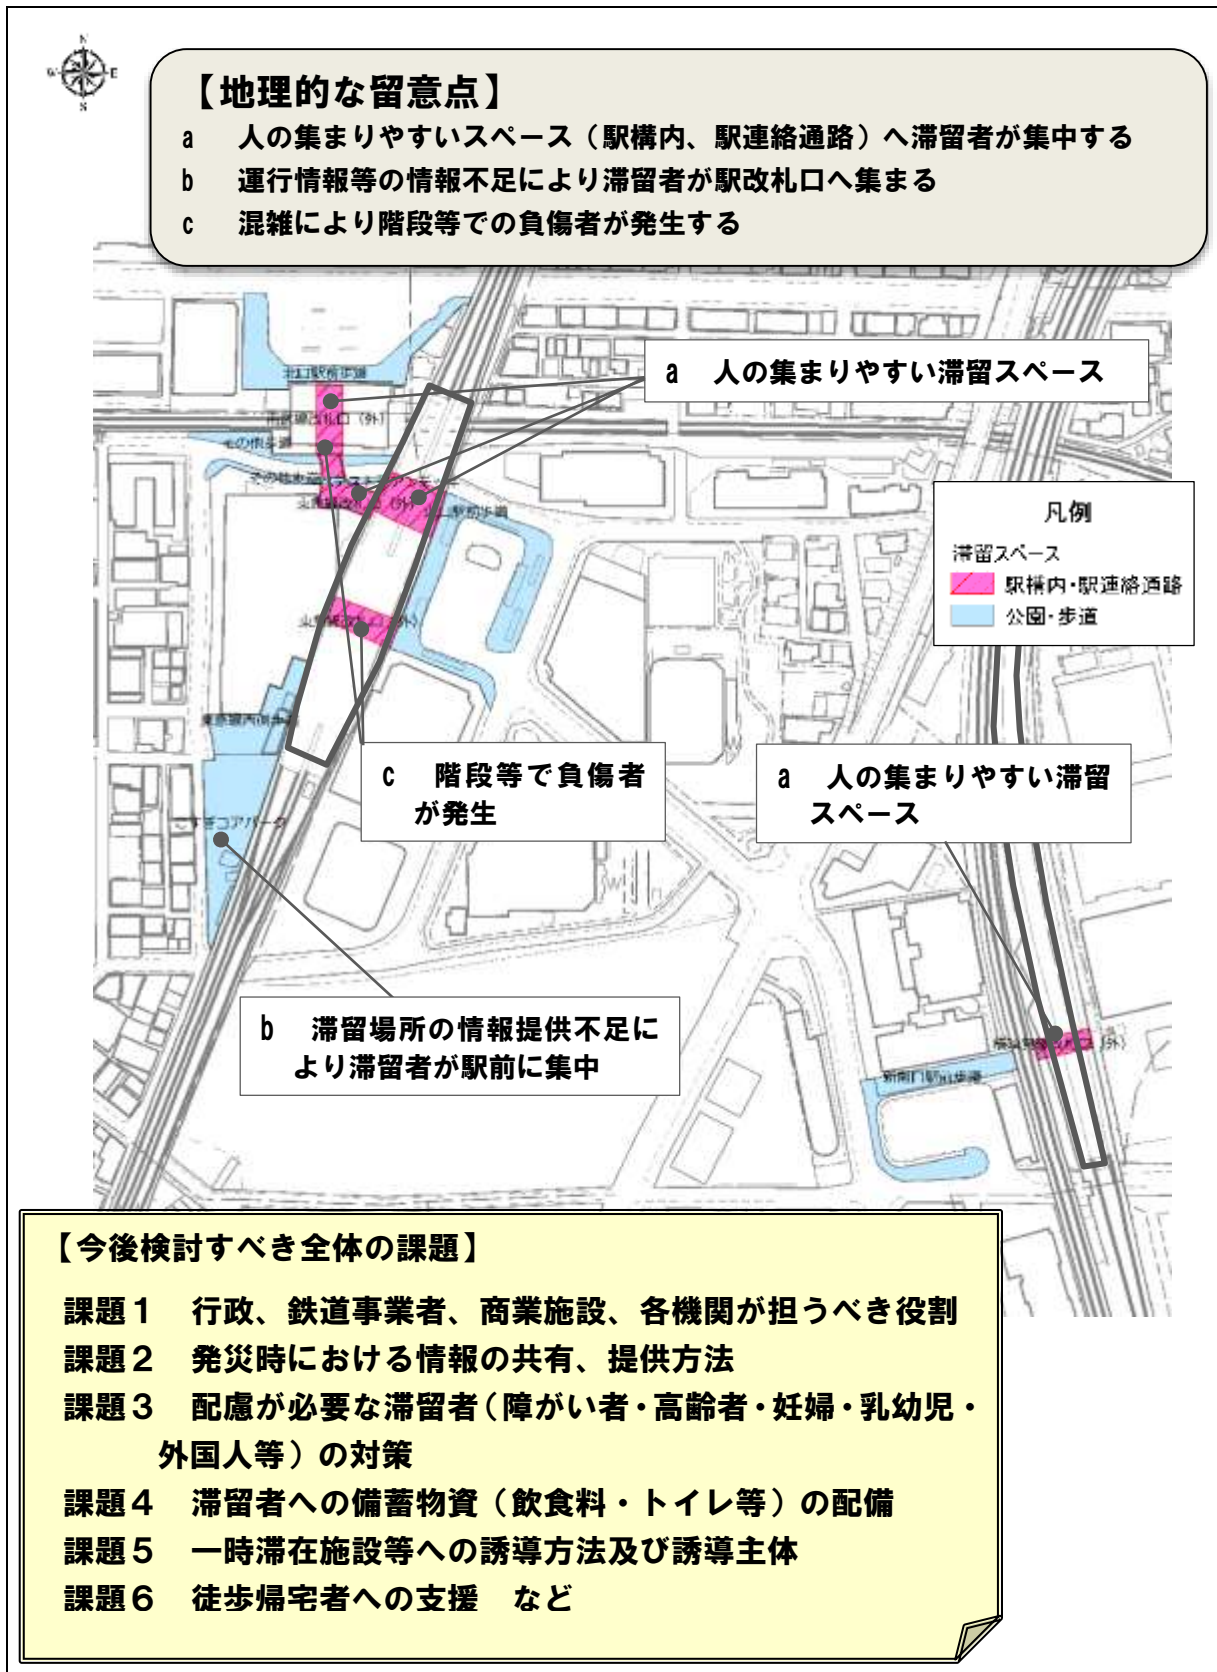 N
W E
S
【地理的な留意点】
a 人の集まりやすいスペース（駅構内、駅連絡通路）へ滞留者が集中する
b 運行情報等の情報不足により滞留者が駅改札口へ集まる
c 混雑により階段等での負傷者が発生する
a 人の集まりやすい滞留スペース
北口駅前歩道
凡例
滞留スペース
駅構内・駅連絡通路
公園・歩道
c 階段等で負傷者
が発生
a 人の集まりやすい滞留
スペース
こすぎコアパーク
b 滞留場所の情報提供不足に
より滞留者が駅前に集中
【今後検討すべき全体の課題】
課題１ 行政、鉄道事業者、商業施設、各機関が担うべき役割
課題２ 発災時における情報の共有、提供方法
課題３ 配慮が必要な滞留者（障がい者・高齢者・妊婦・乳幼児・
外国人等）の対策
課題４ 滞留者への備蓄物資（飲食料・トイレ等）の配備
課題５ 一時滞在施設等への誘導方法及び誘導主体
課題６ 徒歩帰宅者への支援 など